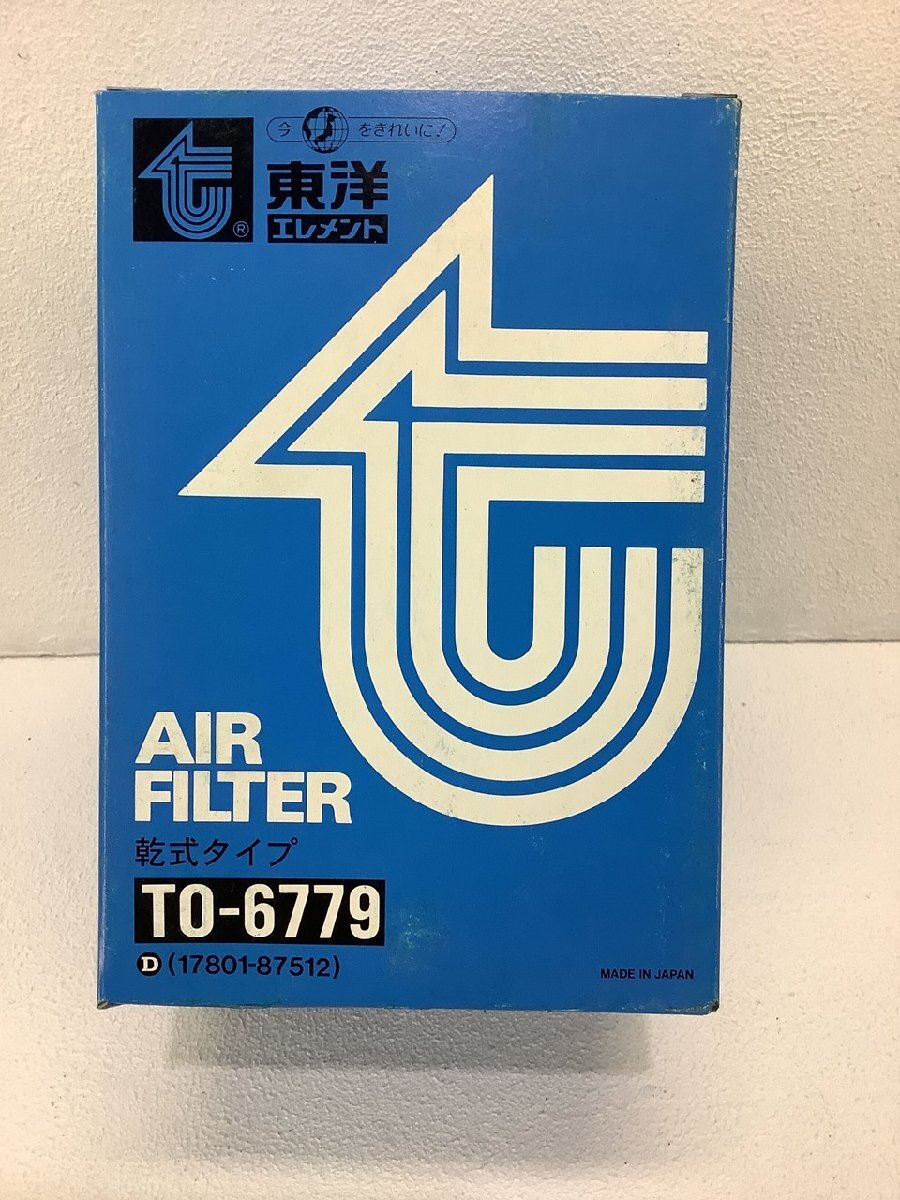 今 をきれいに!
東洋
エレメント
®
AIR
FILTER
乾式タイプ
TO-6779
D (17801-87512)
MADE IN JAPAN